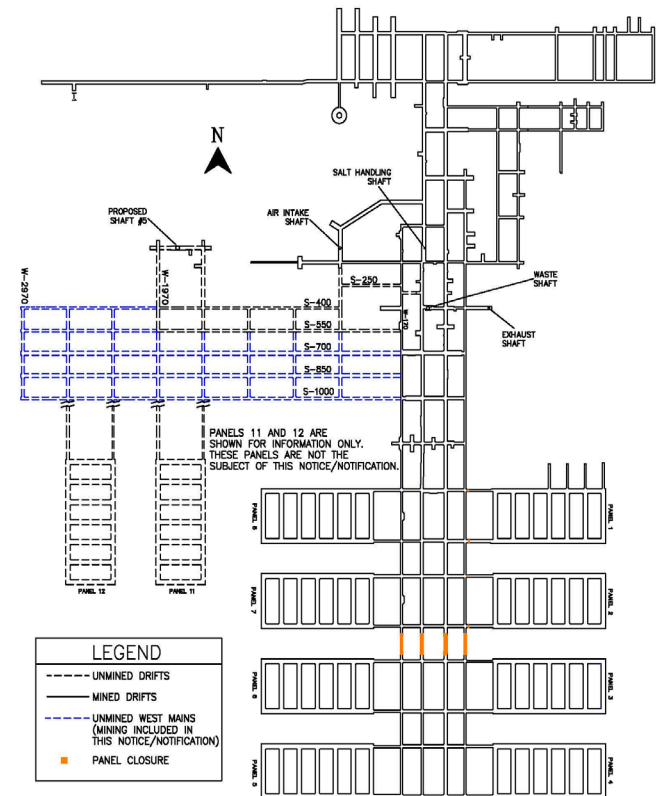 N
SALT HANDLING
SHAFT
PROPOSED
SHAFT #5
AIR INTAKE
SHAFT
W-2970
W-1970
S-250
WASTE
SHAFT
S-400
W-170
EXHAUST
SHAFT
S-550
S-700
S-850
S-1000
PANELS 11 AND 12 ARE
SHOWN FOR INFORMATION ONLY.
THESE PANELS ARE NOT THE
SUBJECT OF THIS NOTICE/NOTIFICATION.
PANEL 8
PANEL 1
PANEL 12
PANEL 11
PANEL 7
PANEL 2
LEGEND
UNMINED DRIFTS
MINED DRIFTS
UNMINED WEST MAINS
(MINING INCLUDED IN
THIS NOTICE/NOTIFICATION)
PANEL CLOSURE
PANEL 6
PANEL 3
PANEL 5
PANEL 4